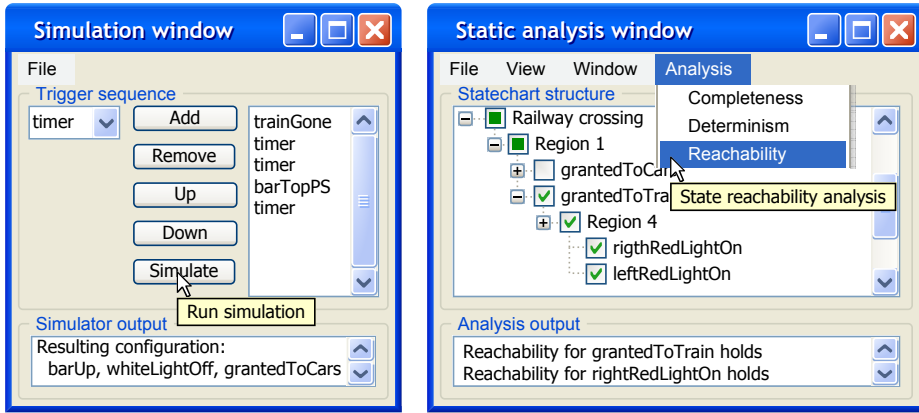 Simulation window
File
Trigger sequence
timer
Add
Remove
Up
Down
Simulate
Run simulation
trainGone
timer
timer
barTopPS
timer
Simulator output
Resulting configuration:
barUp, whiteLightOff, grantedToCars
Static analysis window
File View Window Analysis
Completeness
Determinism
Reachability
State reachability analysis
Statechart structure
Railway crossing
Region 1
grantedToCar
grantedToTra
Region 4
rigthRedLightOn
leftRedLightOn
Analysis output
Reachability for grantedToTrain holds
Reachability for rightRedLightOn holds